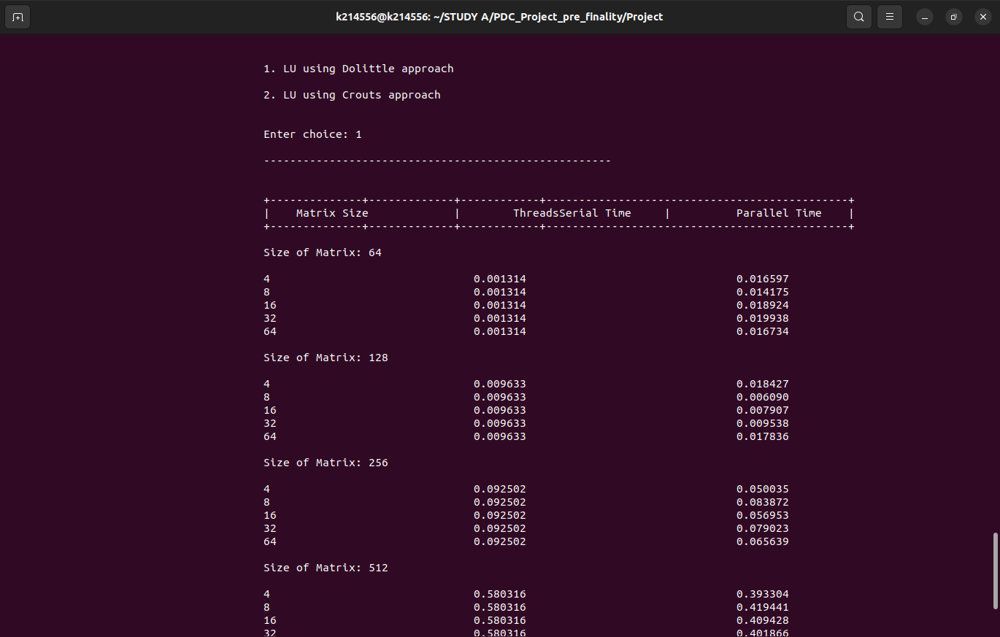 k214556@k214556: ~/STUDY A/PDC_Project_pre_finality/Project
1. LU using Dolittle approach
2. LU using Crouts approach
Enter choice: 1
-----------------------------------------------------
+--------------+-------------+------------+----------------------------------------------+
|    Matrix Size             |        ThreadsSerial Time     |          Parallel Time    |
+--------------+-------------+------------+----------------------------------------------+
Size of Matrix: 64
4                               0.001314                                0.016597
8                               0.001314                                0.014175
16                              0.001314                                0.018924
32                              0.001314                                0.019938
64                              0.001314                                0.016734
Size of Matrix: 128
4                               0.009633                                0.018427
8                               0.009633                                0.006090
16                              0.009633                                0.007907
32                              0.009633                                0.009538
64                              0.009633                                0.017836
Size of Matrix: 256
4                               0.092502                                0.050035
8                               0.092502                                0.083872
16                              0.092502                                0.056953
32                              0.092502                                0.079023
64                              0.092502                                0.065639
Size of Matrix: 512
4                               0.580316                                0.393304
8                               0.580316                                0.419441
16                              0.580316                                0.409428
32                              0.580316                                0.401866